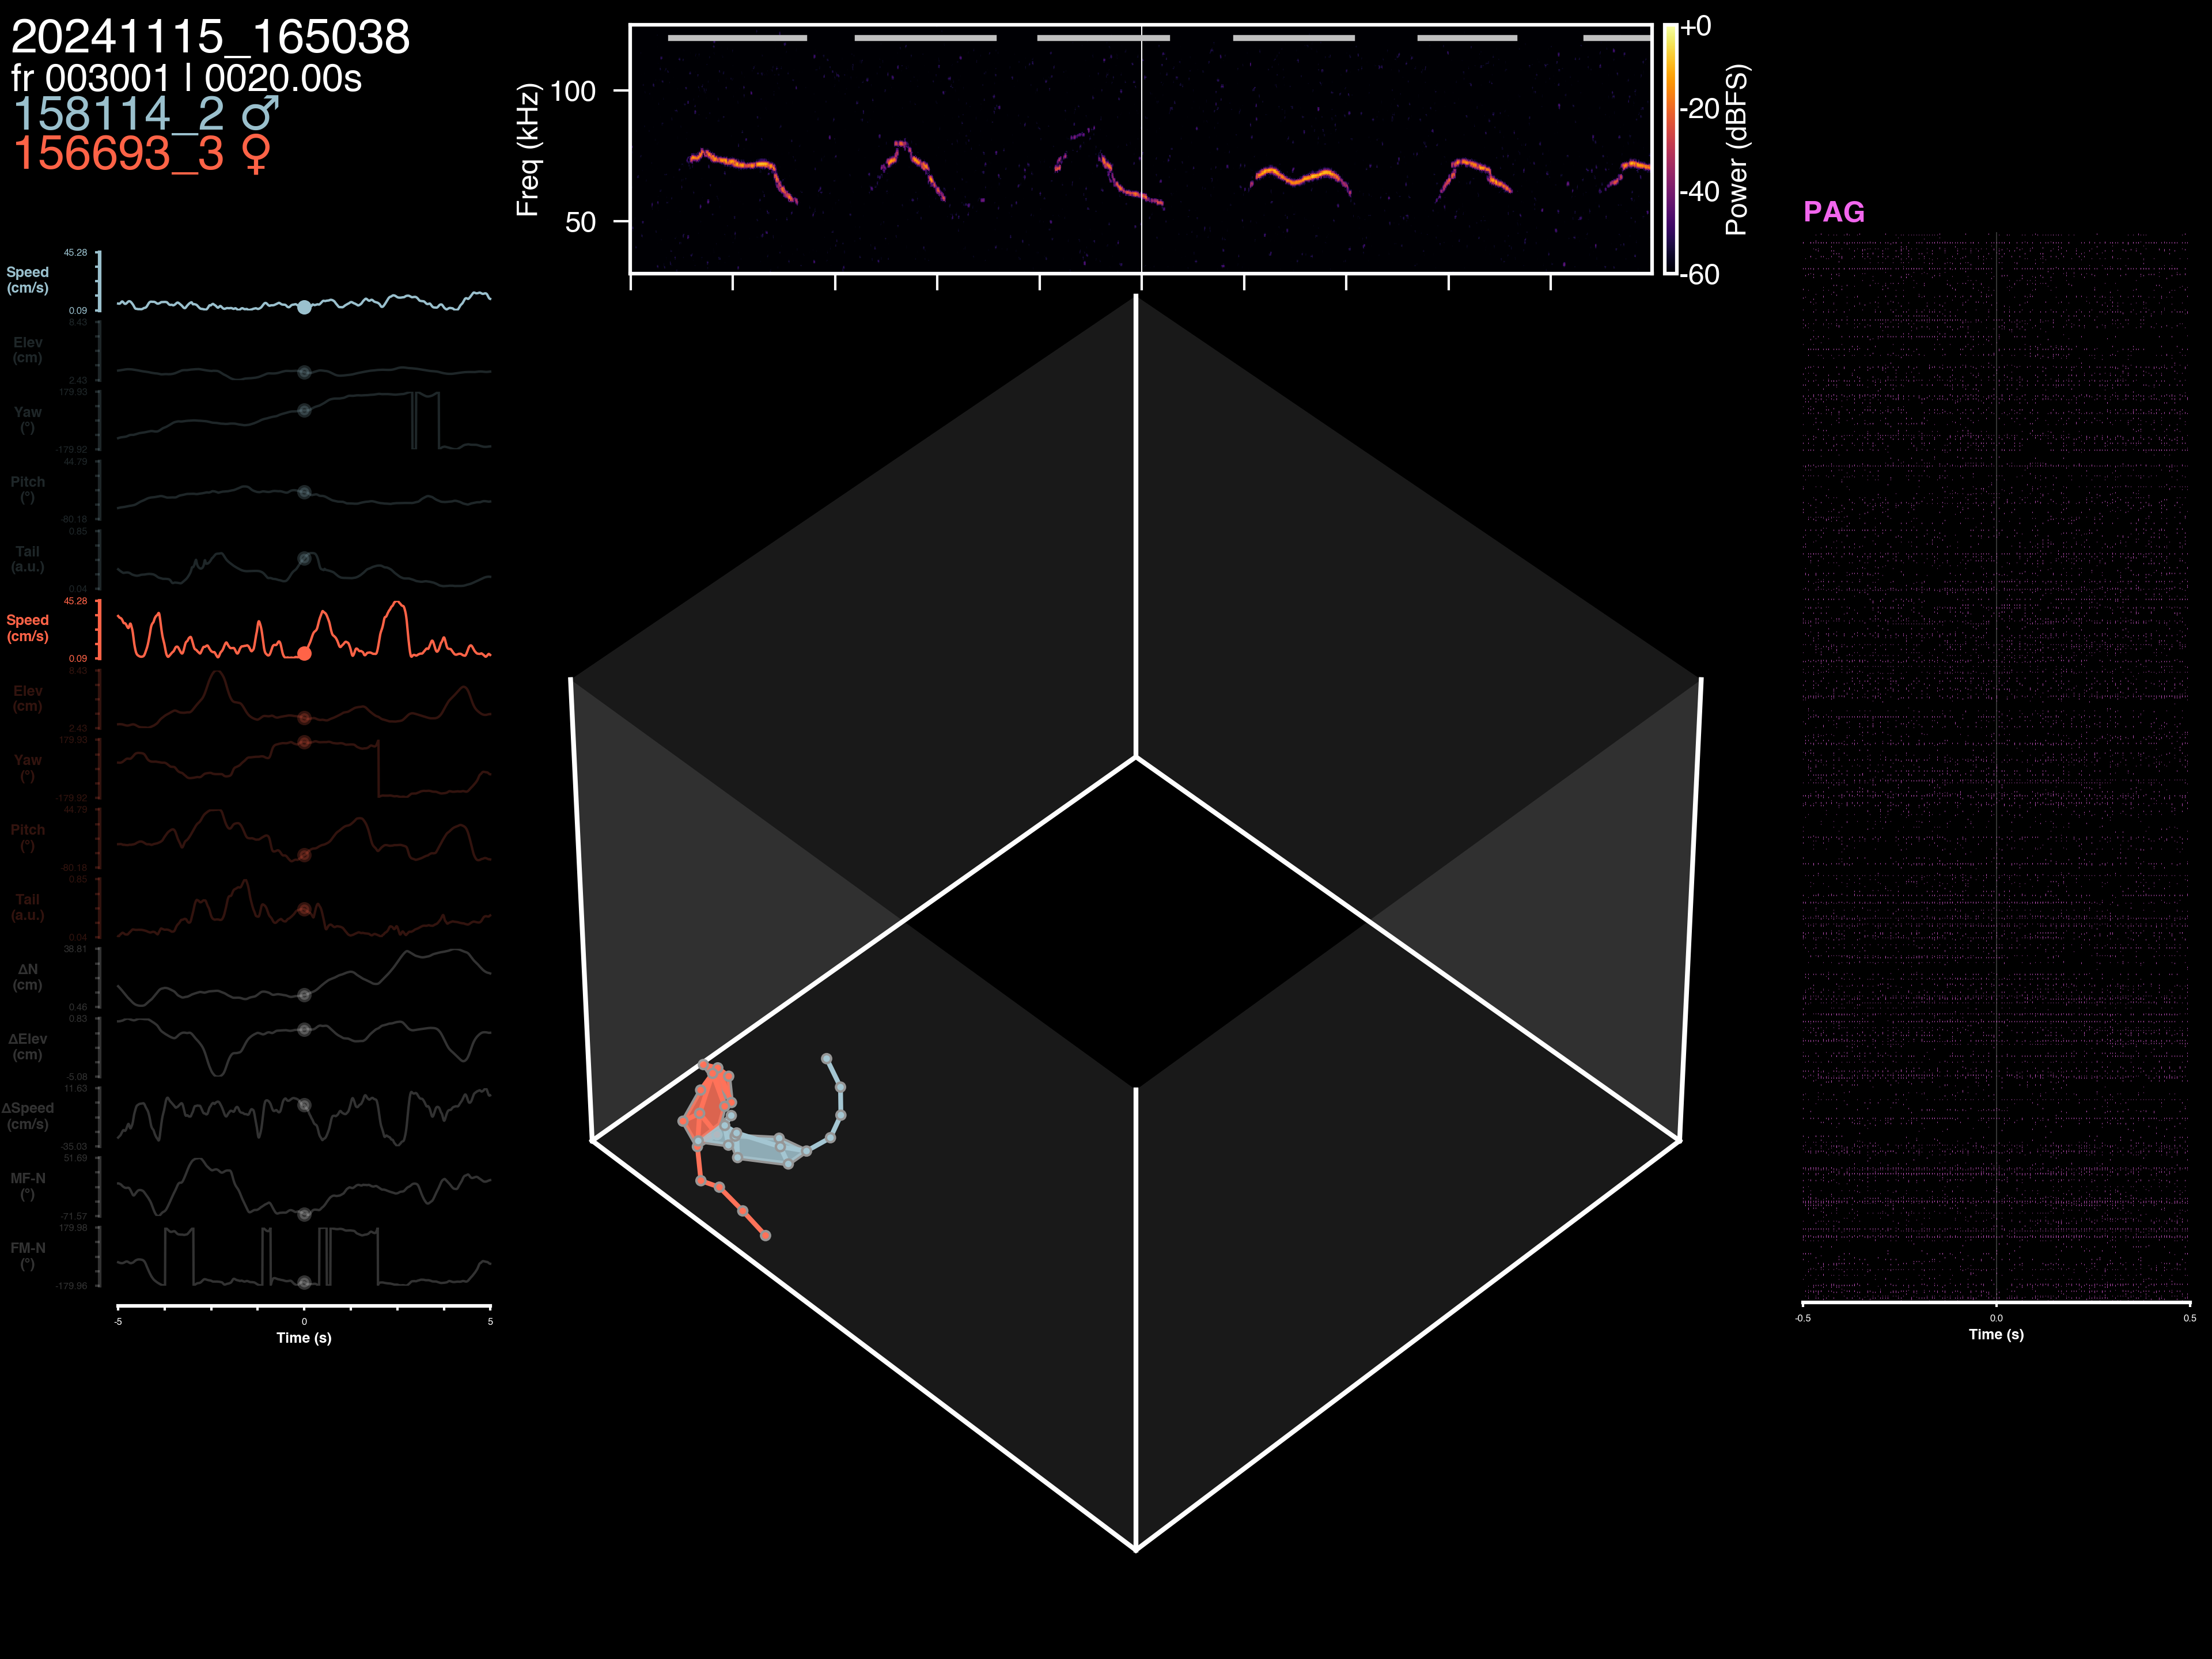 20241115_165038
fr 003001 | 0020.00s
158114_2 ♂
156693_3 ♀
Freq (kHz)
100
50
+0
-20
-40
-60
Power (dBFS)
PAG
Speed
(cm/s)
45.28
0.09
Elev
(cm)
8.43
2.43
Yaw
(°)
179.93
-179.92
Pitch
(°)
44.79
-80.18
Tail
(a.u.)
0.85
0.04
Speed
(cm/s)
45.28
0.09
Elev
(cm)
8.43
2.43
Yaw
(°)
179.93
-179.92
Pitch
(°)
44.79
-80.18
Tail
(a.u.)
0.85
0.04
ΔN
(cm)
38.81
0.46
ΔElev
(cm)
0.83
-5.08
ΔSpeed
(cm/s)
11.63
-35.03
MF-N
(°)
51.69
-71.57
FM-N
(°)
179.98
-179.96
-5
0
5
Time (s)
-0.5
0.0
0.5
Time (s)